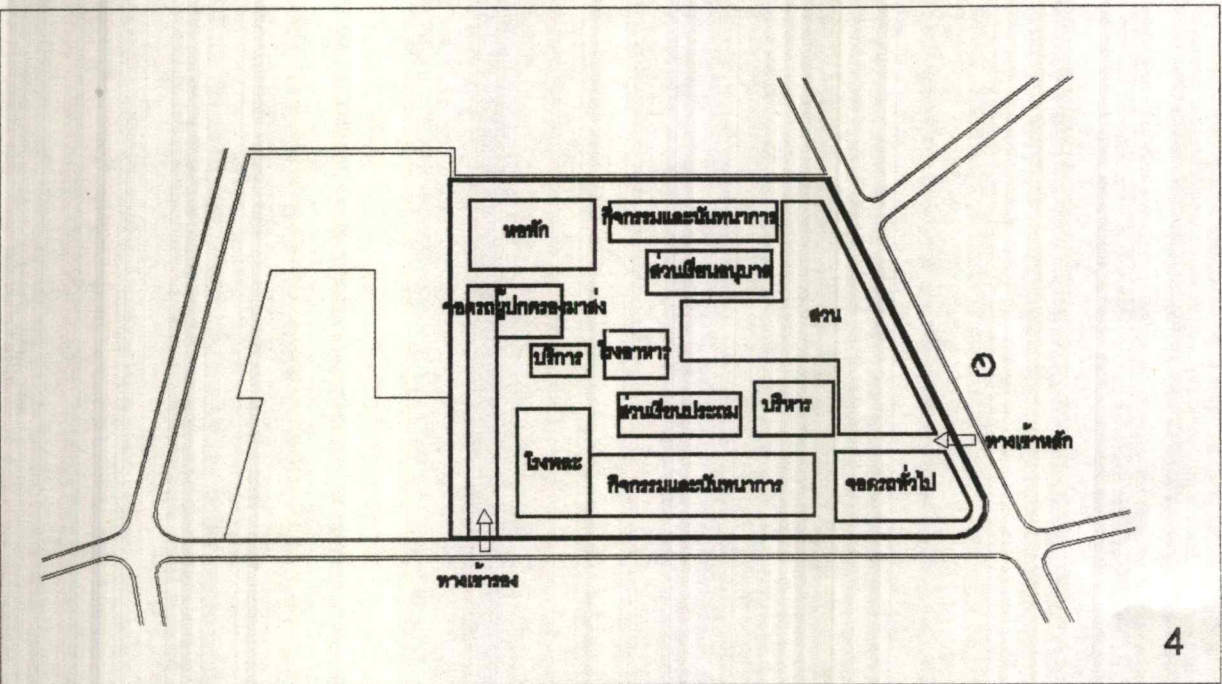 หอพัก
กิจกรรมและนันทนาการ
ส่วนเรียนอนุบาล
จอดรถผู้ปกครองมาส่ง
สวน
บริการ
โรงอาหาร
ส่วนเรียนประถม
บริหาร
ทางเข้าหลัก
โรงพละ
กิจกรรมและนันทนาการ
จอดรถทั่วไป
ทางเข้ารอง
4